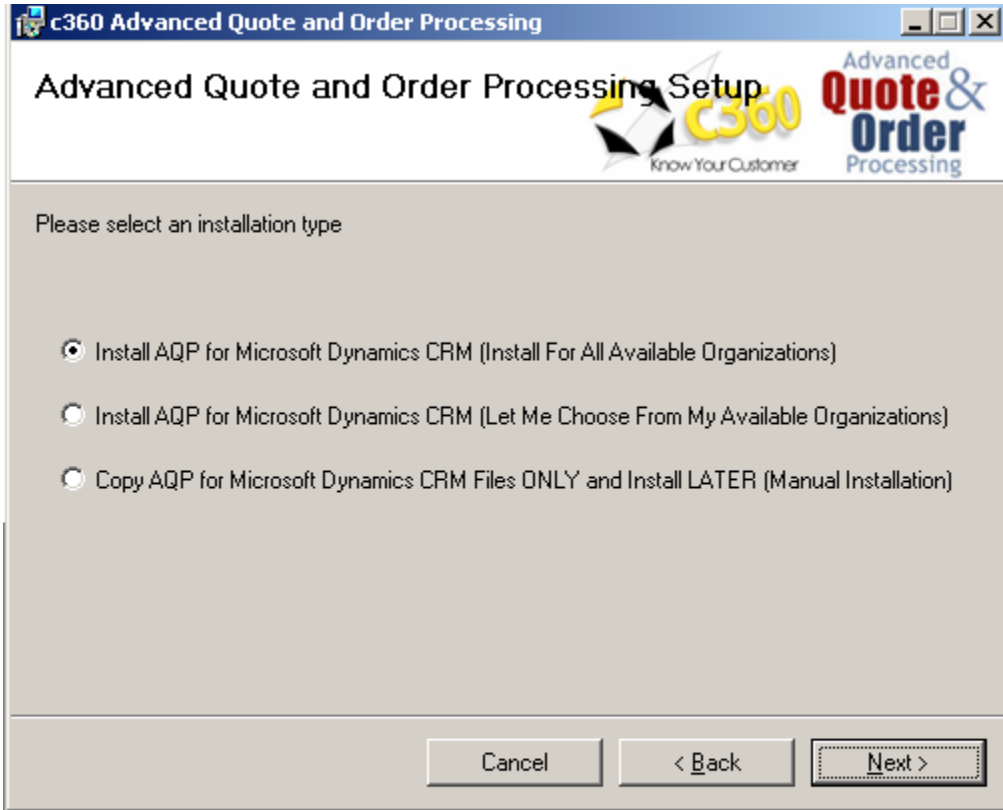 c360 Advanced Quote and Order Processing
Advanced Quote and Order Processing Setup
c360
Know Your Customer
Advanced
Quote &
Order
Processing
Please select an installation type
Install AQP for Microsoft Dynamics CRM (Install For All Available Organizations)
Install AQP for Microsoft Dynamics CRM (Let Me Choose From My Available Organizations)
Copy AQP for Microsoft Dynamics CRM Files ONLY and Install LATER (Manual Installation)
Cancel
< Back
Next >